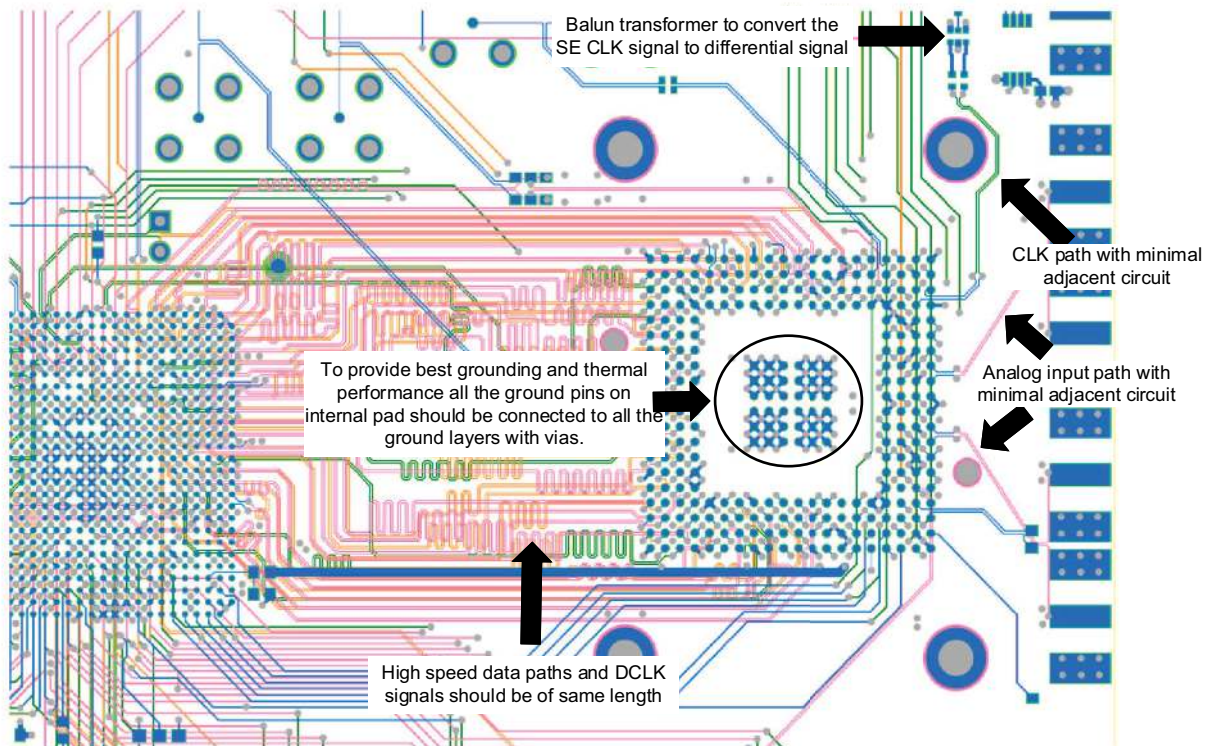 Balun transformer to convert the
SE CLK signal to differential signal
CLK path with minimal
adjacent circuit
To provide best grounding and thermal
performance all the ground pins on
internal pad should be connected to all the
ground layers with vias.
Analog input path with
minimal adjacent circuit
High speed data paths and DCLK
signals should be of same length